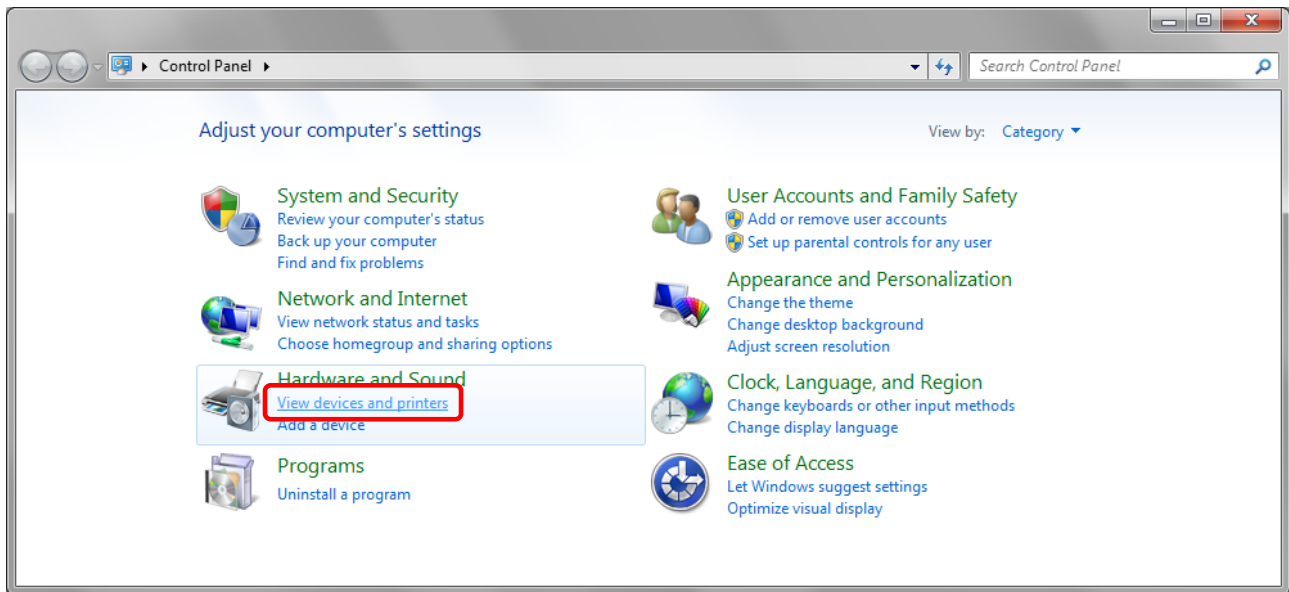 Control Panel
Search Control Panel
Adjust your computer's settings
View by: Category
System and Security
Review your computer's status
Back up your computer
Find and fix problems
Network and Internet
View network status and tasks
Choose homegroup and sharing options
Hardware and Sound
View devices and printers
Add a device
Programs
Uninstall a program
User Accounts and Family Safety
Add or remove user accounts
Set up parental controls for any user
Appearance and Personalization
Change the theme
Change desktop background
Adjust screen resolution
Clock, Language, and Region
Change keyboards or other input methods
Change display language
Ease of Access
Let Windows suggest settings
Optimize visual display